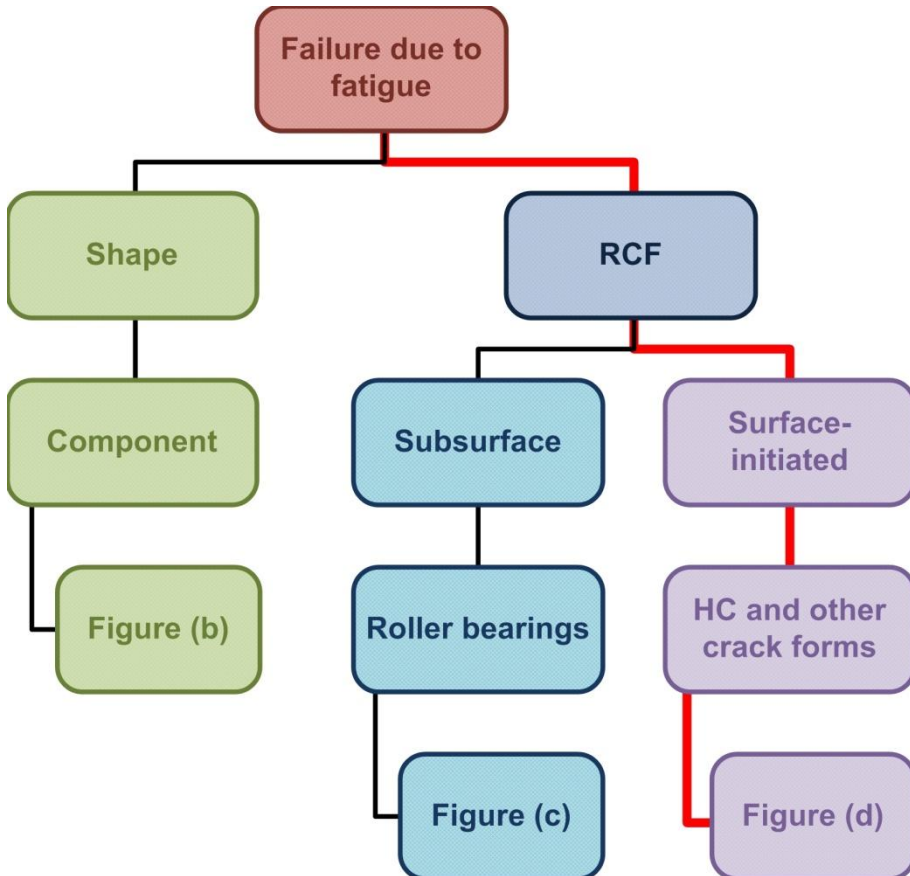 Failure due to
fatigue
Shape
RCF
Component
Subsurface
Surface-
initiated
Figure (b)
Roller bearings
HC and other
crack forms
Figure (c)
Figure (d)